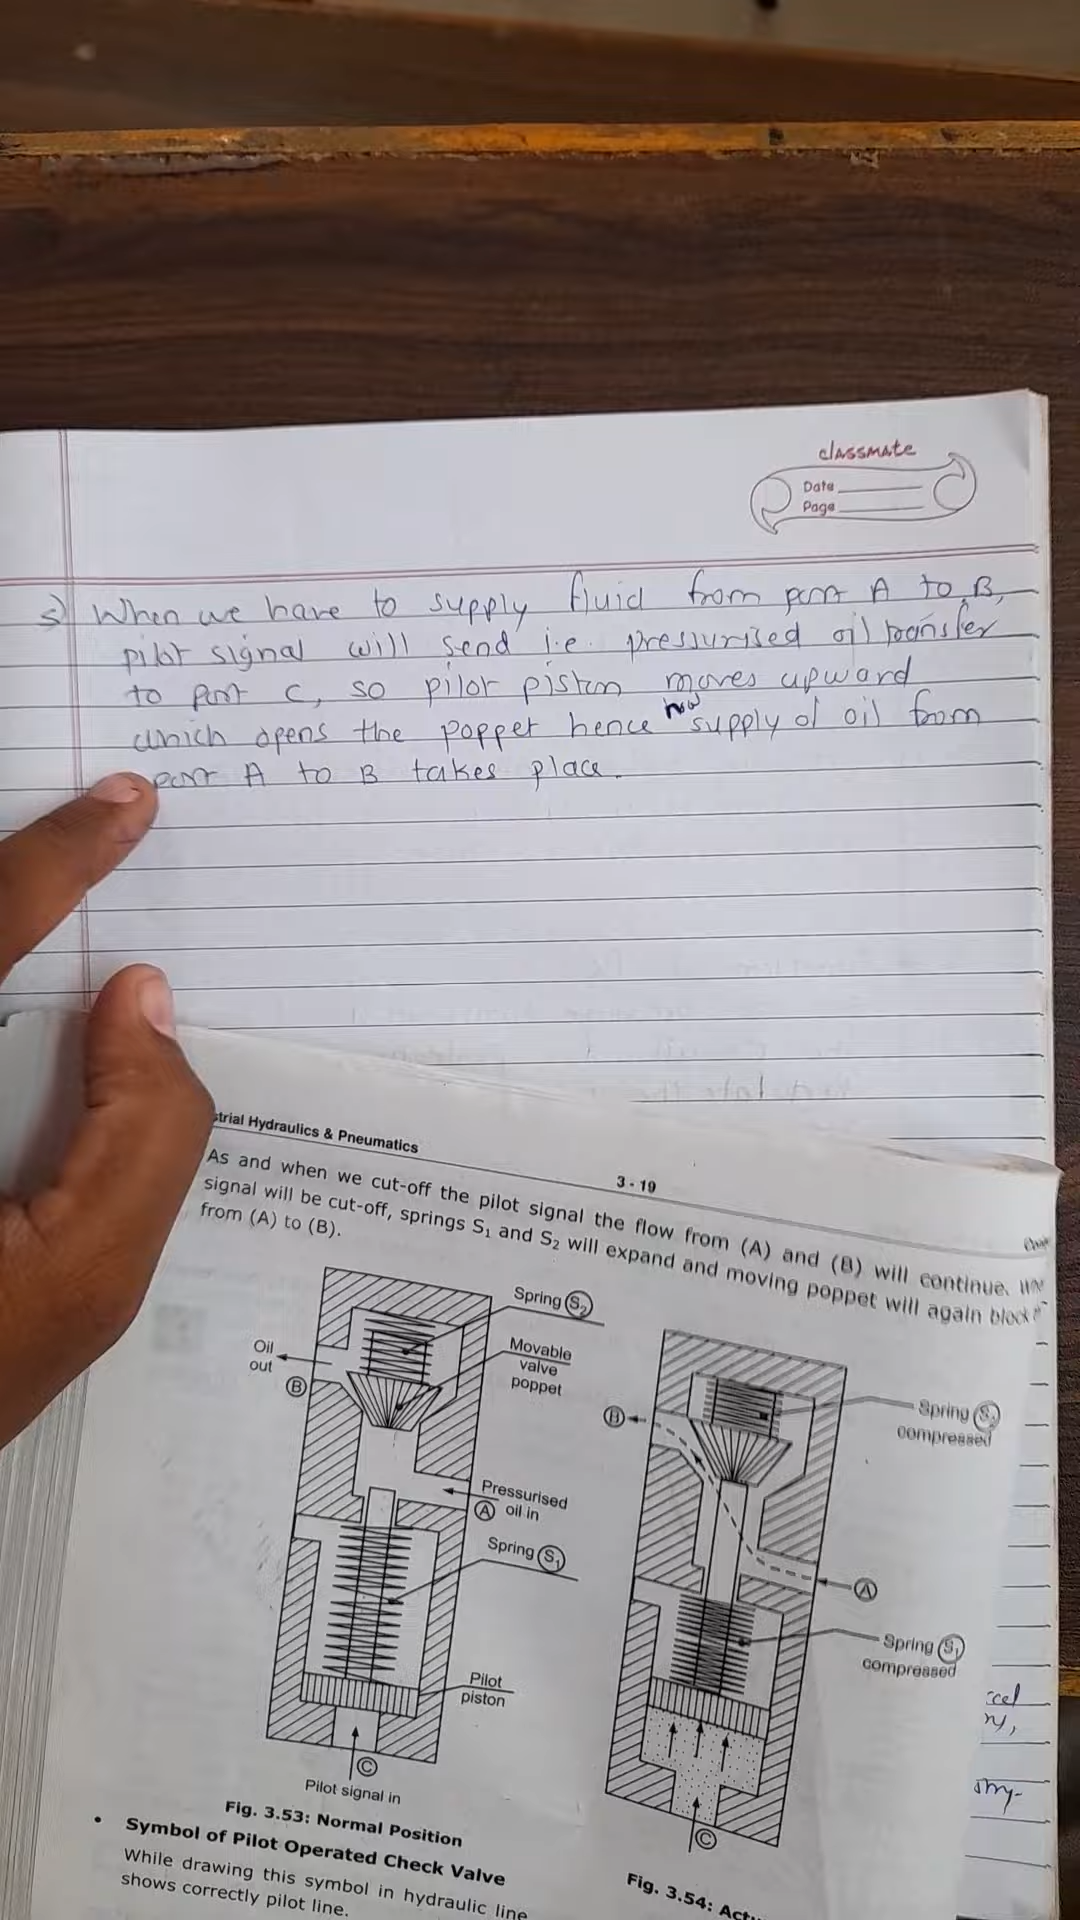 classmate
Date
Page
5) When we have to supply fluid from port A to B,
pilot signal will send i.e. pressurised oil transfer
to port C, so pilot piston moves upward
which opens the poppet hence now supply of oil from
port A to B takes place.
strial Hydraulics & Pneumatics
3 - 19
As and when we cut-off the pilot signal the flow from (A) and (B) will continue.
signal will be cut-off, springs S₁ and S₂ will expand and moving poppet will again block
from (A) to (B).
Spring S₂
Movable
valve
poppet
Oil
out
B
Pressurised
A oil in
Spring S₁
Pilot
piston
C
Pilot signal in
Fig. 3.53: Normal Position
B
Spring S₂
compressed
A
Spring S₁
compressed
C
Fig. 3.54:
• Symbol of Pilot Operated Check Valve
While drawing this symbol in hydraulic line
shows correctly pilot line.